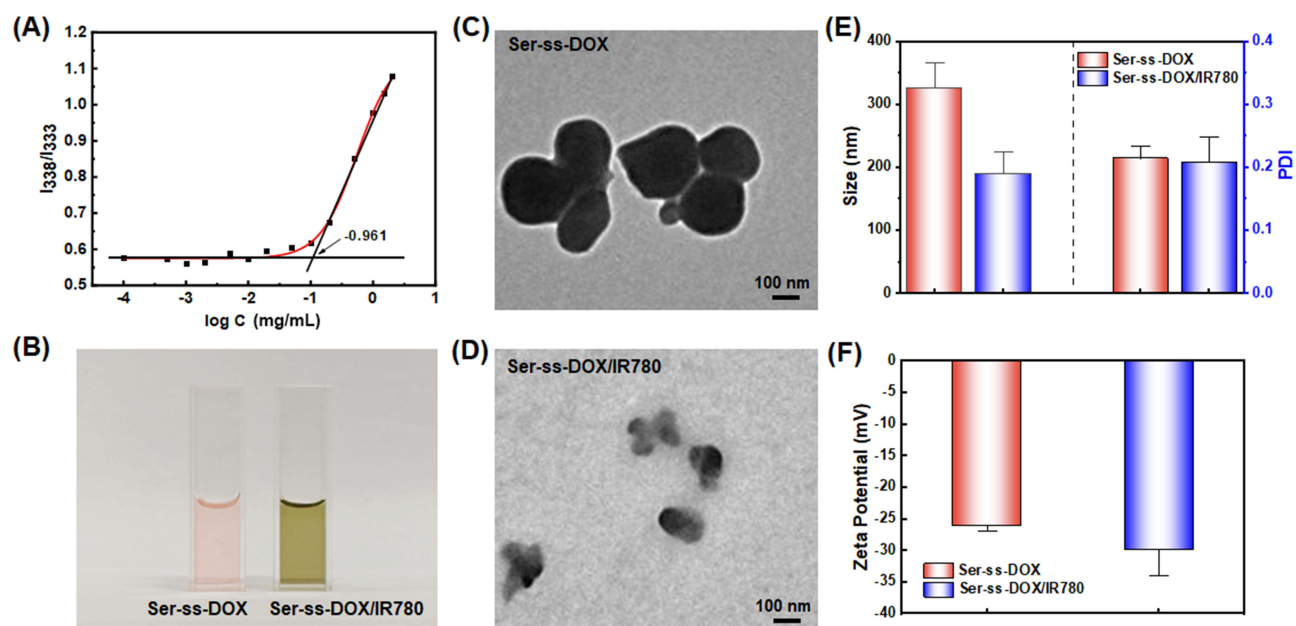 (A)
I338/I333
1.1
1.0
0.9
0.8
0.7
0.6
0.5
-0.961
-4
-3
-2
-1
0
1
log C (mg/mL)
(B)
Ser-ss-DOX
Ser-ss-DOX/IR780
(C)
Ser-ss-DOX
100 nm
(D)
Ser-ss-DOX/IR780
100 nm
(E)
Size (nm)
400
300
200
100
0
Ser-ss-DOX
Ser-ss-DOX/IR780
0.4
0.3
0.2
0.1
0.0
PDI
(F)
Zeta Potential (mV)
0
-5
-10
-15
-20
-25
-30
-35
-40
Ser-ss-DOX
Ser-ss-DOX/IR780